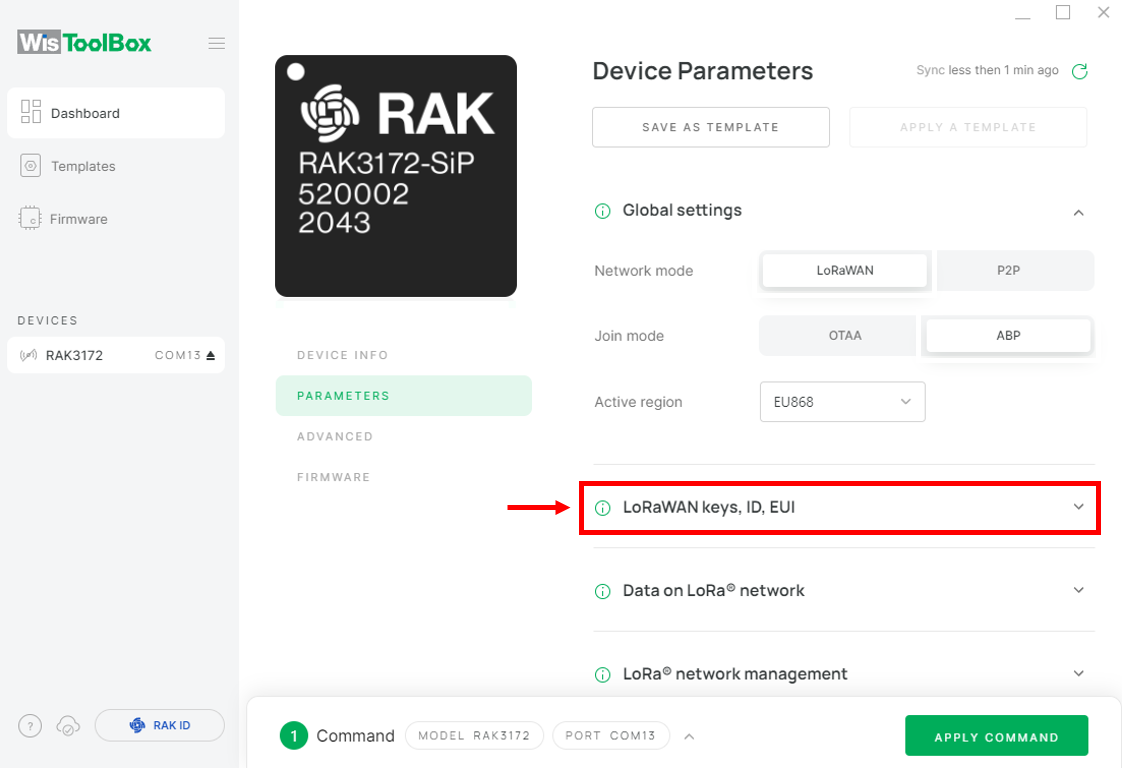 WisToolBox
Dashboard
Templates
Firmware
DEVICES
RAK3172 COM13
? RAK ID
RAK
RAK3172-SiP
520002
2043
DEVICE INFO
PARAMETERS
ADVANCED
FIRMWARE
Device Parameters
Sync less then 1 min ago
SAVE AS TEMPLATE APPLY A TEMPLATE
Global settings
Network mode LoRaWAN P2P
Join mode OTAA ABP
Active region EU868
LoRaWAN keys, ID, EUI
Data on LoRa® network
LoRa® network management
1 Command MODEL RAK3172 PORT COM13 APPLY COMMAND